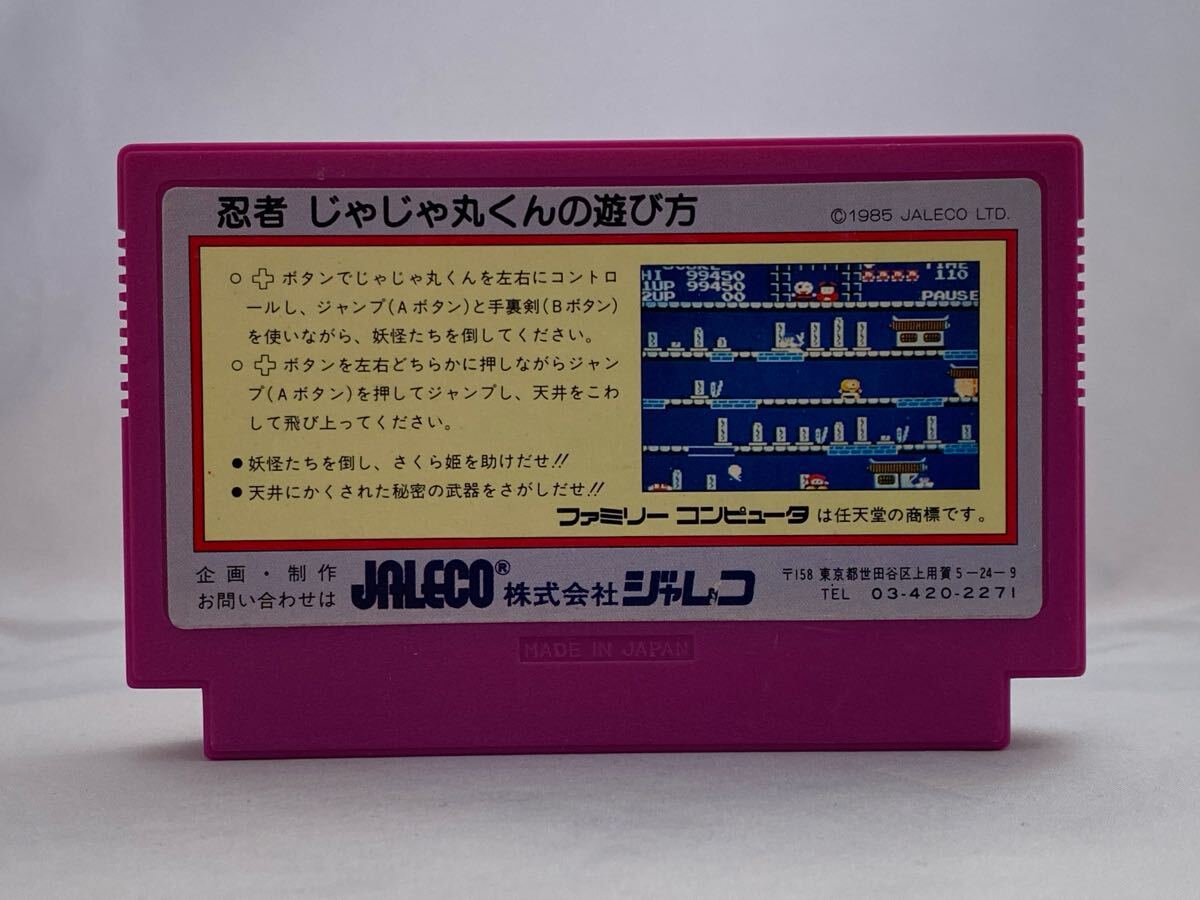 忍者 じゃじゃ丸くんの遊び方
©1985 JALECO LTD.
○ ボタンでじゃじゃ丸くんを左右にコントロ
ールし、ジャンプ(Aボタン)と手裏剣(Bボタン)
を使いながら、妖怪たちを倒してください。
○ ボタンを左右どちらかに押しながらジャン
プ(Aボタン)を押してジャンプし、天井をこわ
して飛び上ってください。
●妖怪たちを倒し、さくら姫を助けだせ!!
●天井にかくされた秘密の武器をさがしだせ!!
SCORE TIME
HI 99450 110
1UP 99450
2UP 00 PAUSE
ファミリー コンピュータ は任天堂の商標です。
企画・制作
お問い合わせは
JALECO® 株式会社ジャレコ
〒158 東京都世田谷区上用賀5-24-9
TEL 03-420-2271
MADE IN JAPAN